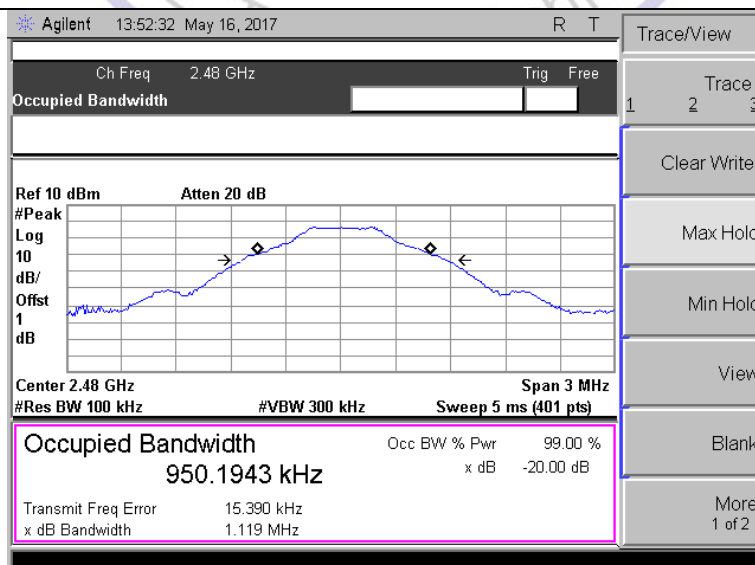 Agilent 13:52:32 May 16, 2017 R T
Trace/View
Ch Freq 2.48 GHz Trig Free
Occupied Bandwidth
Trace
1 2 3
Clear Write
Max Hold
Min Hold
View
Blank
More
1 of 2
Ref 10 dBm Atten 20 dB
#Peak
Log
10
dB/
Offst
1
dB
Center 2.48 GHz Span 3 MHz
#Res BW 100 kHz #VBW 300 kHz Sweep 5 ms (401 pts)
Occupied Bandwidth Occ BW % Pwr 99.00 %
950.1943 kHz x dB -20.00 dB
Transmit Freq Error 15.390 kHz
x dB Bandwidth 1.119 MHz